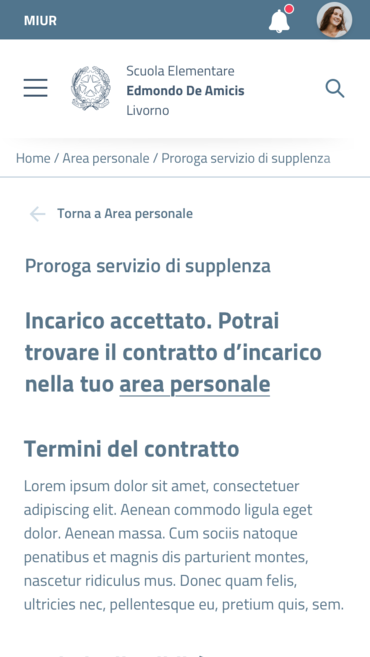 MIUR
Scuola Elementare
Edmondo De Amicis
Livorno
Home / Area personale / Proroga servizio di supplenza
Torna a Area personale
Proroga servizio di supplenza
Incarico accettato. Potrai
trovare il contratto d’incarico
nella tuo area personale
Termini del contratto
Lorem ipsum dolor sit amet, consectetuer
adipiscing elit. Aenean commodo ligula eget
dolor. Aenean massa. Cum sociis natoque
penatibus et magnis dis parturient montes,
nascetur ridiculus mus. Donec quam felis,
ultricies nec, pellentesque eu, pretium quis, sem.